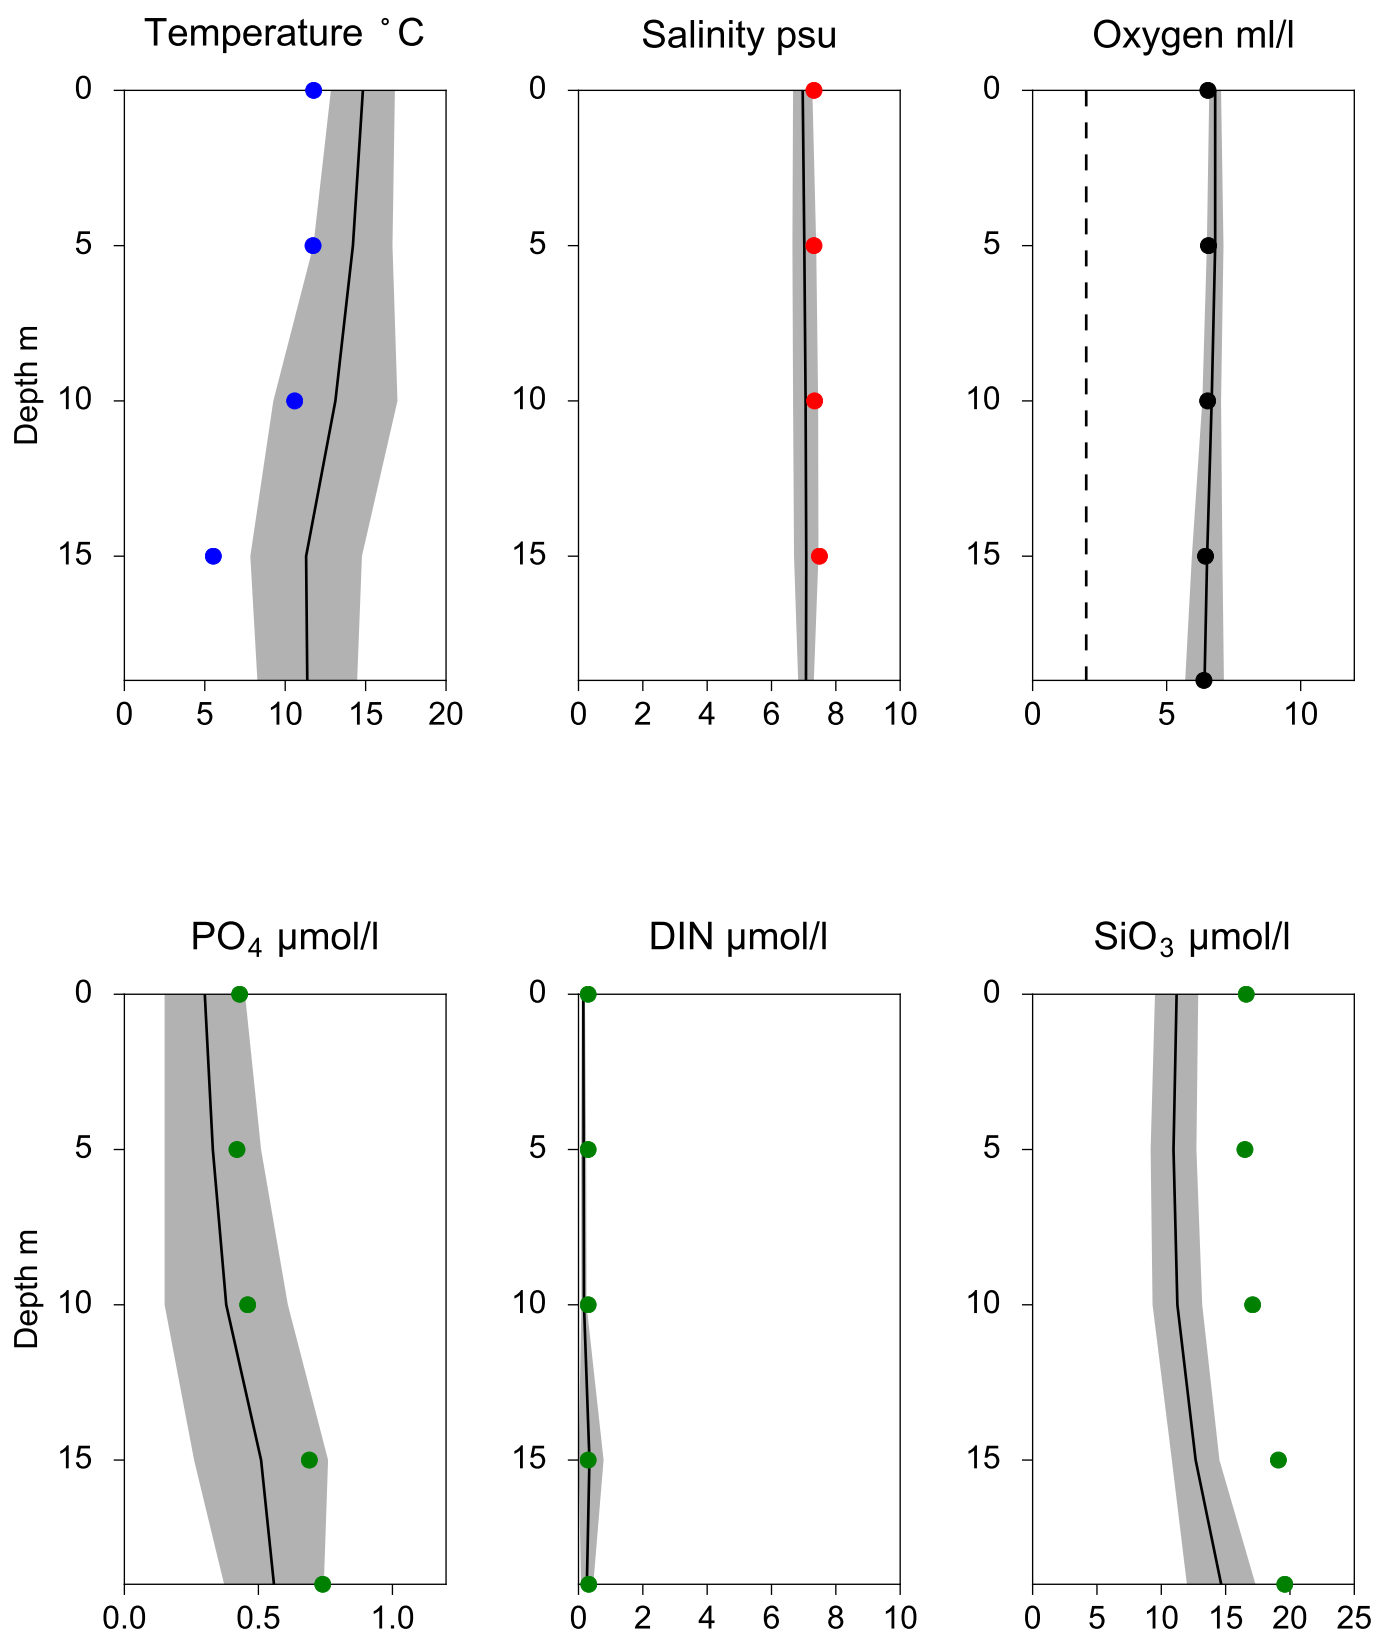 Temperature °C
Salinity psu
Oxygen ml/l
0
5
10
15
Depth m
0 5 10 15 20
0
5
10
15
0 2 4 6 8 10
0
5
10
15
0 5 10
PO₄ µmol/l
DIN µmol/l
SiO₃ µmol/l
0
5
10
15
Depth m
0.0 0.5 1.0
0
5
10
15
0 2 4 6 8 10
0
5
10
15
0 5 10 15 20 25